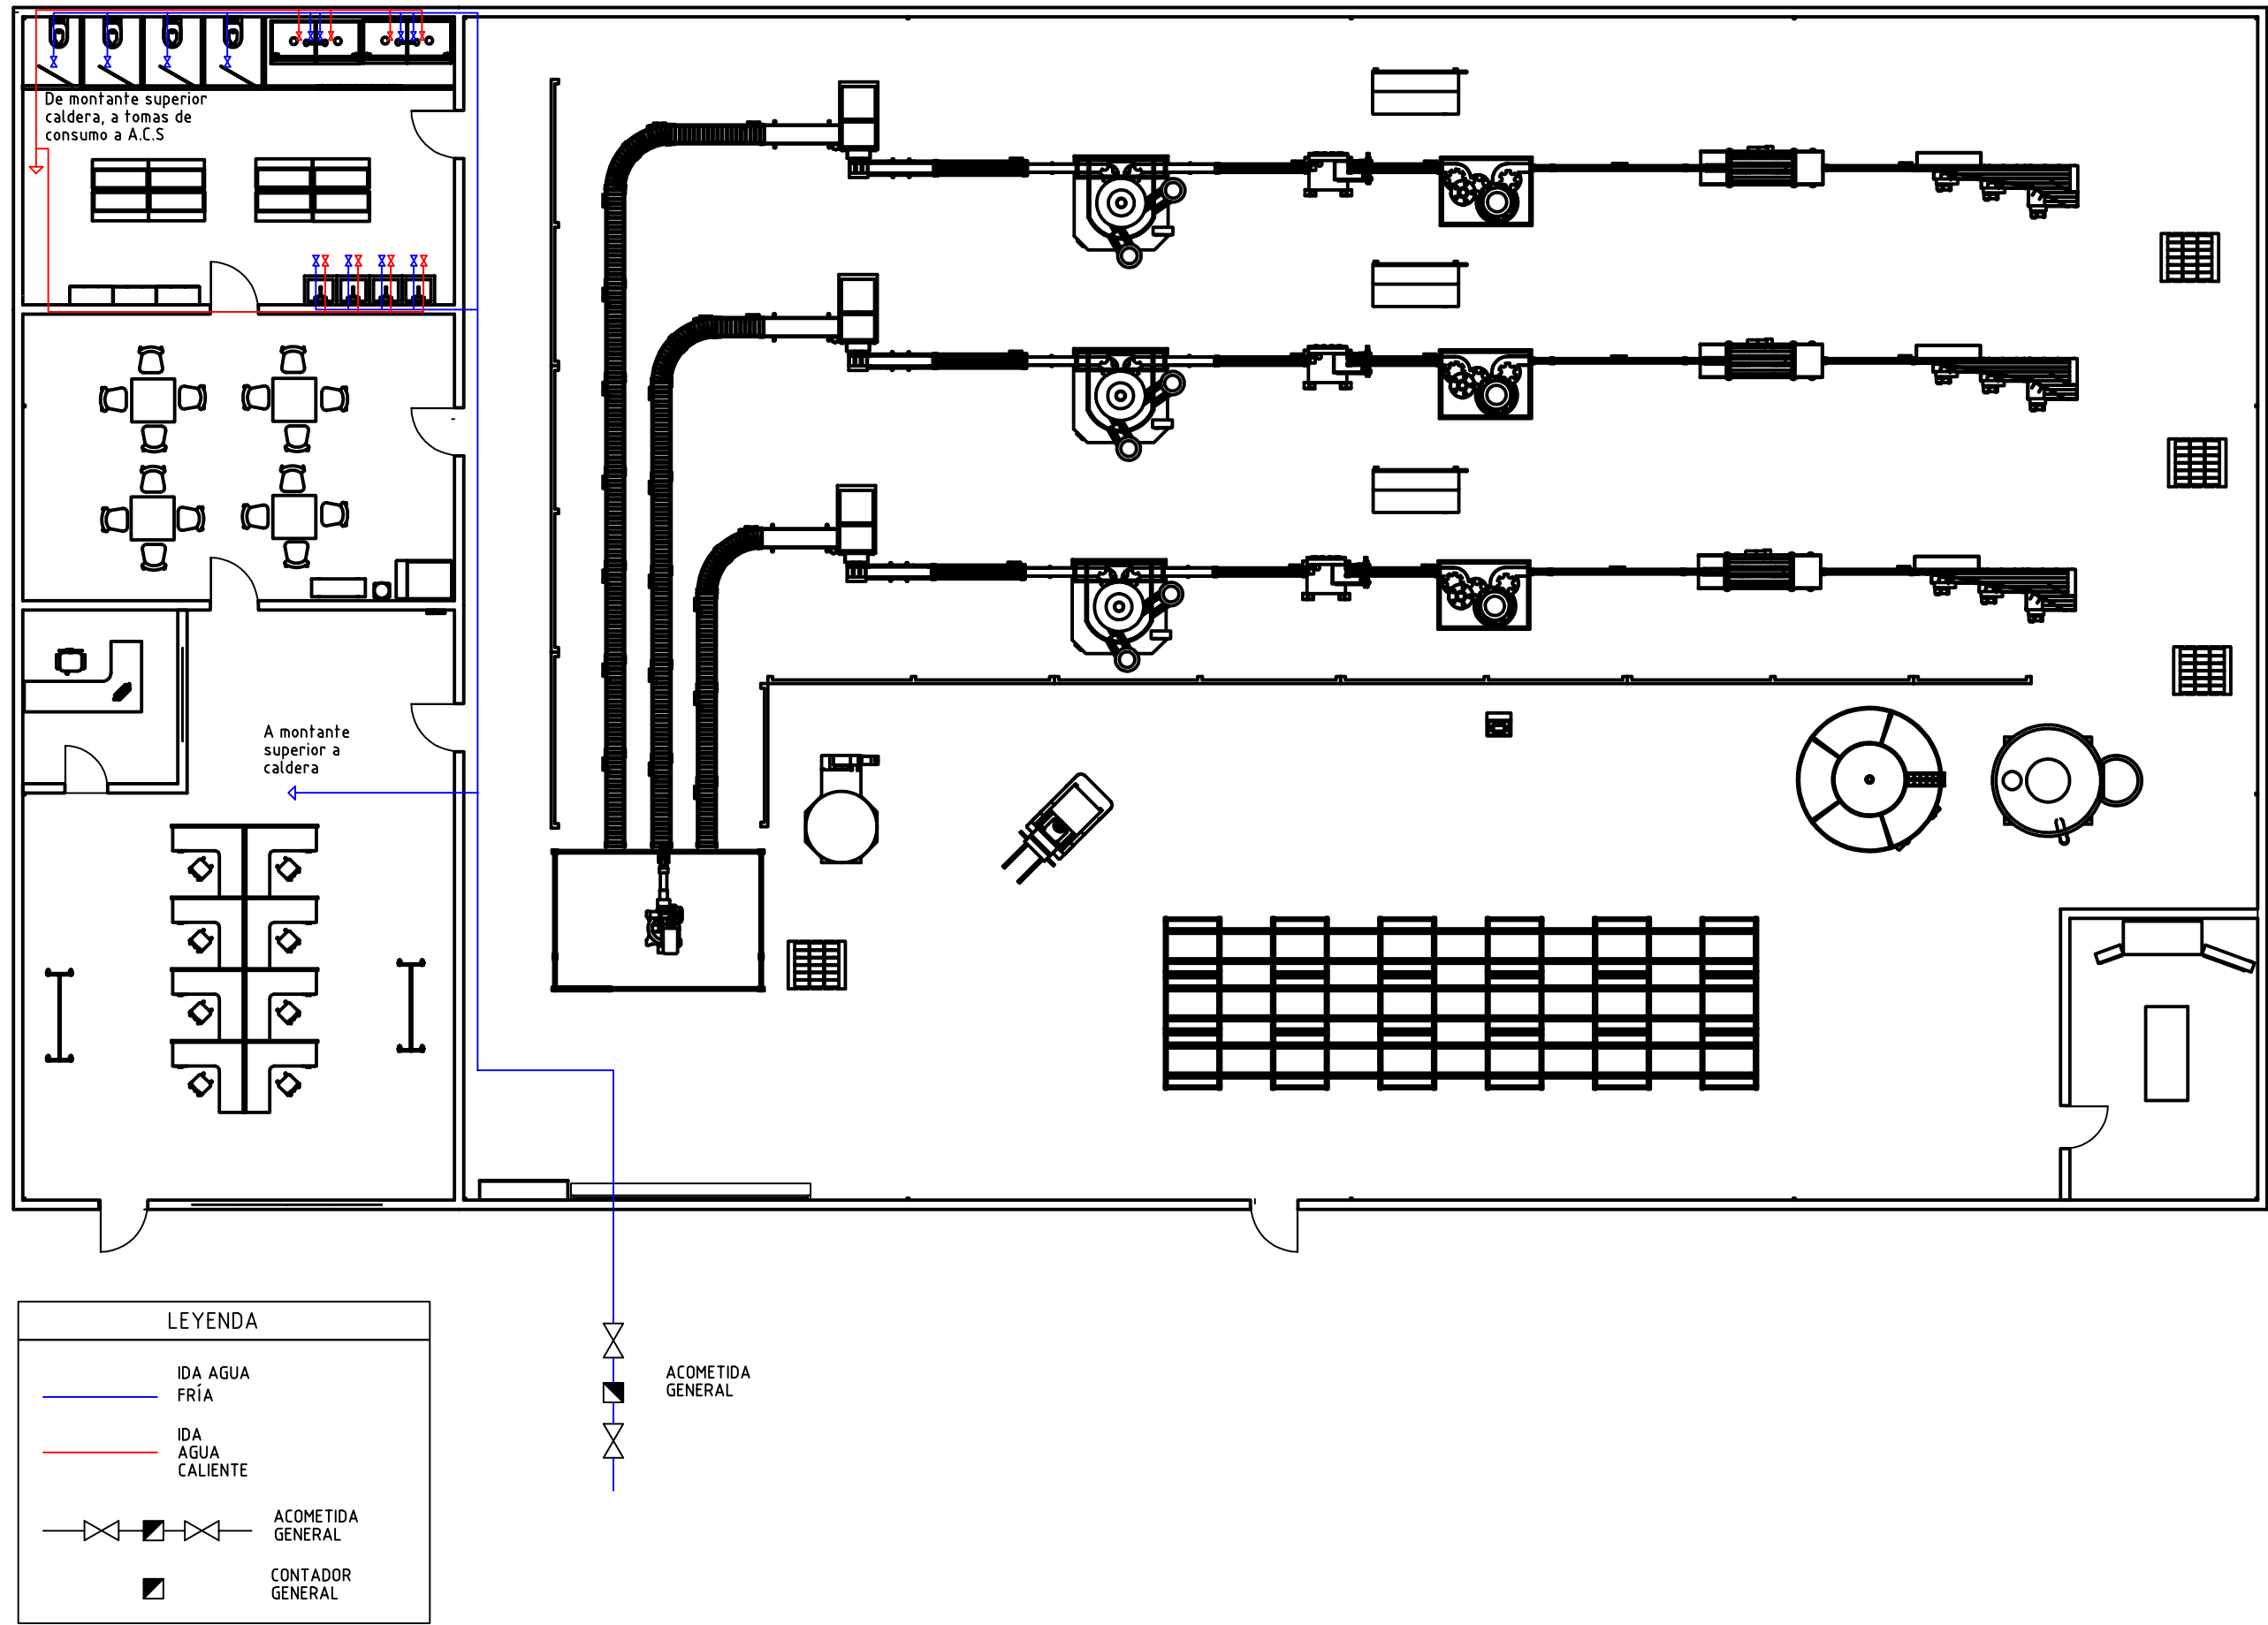 De montante superior
caldera, a tomas de
consumo a A.C.S
A montante
superior a
caldera
LEYENDA
IDA AGUA
FRÍA
IDA
AGUA
CALIENTE
ACOMETIDA
GENERAL
CONTADOR
GENERAL
ACOMETIDA
GENERAL